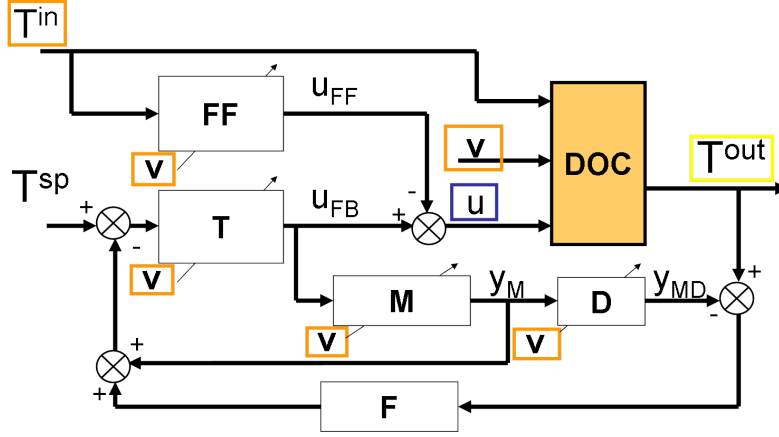 T^in
FF
u_FF
v
v
DOC
T^out
T^sp
+
-
T
u_FB
-
+
u
v
M
y_M
D
y_MD
+
-
v
v
+
+
F